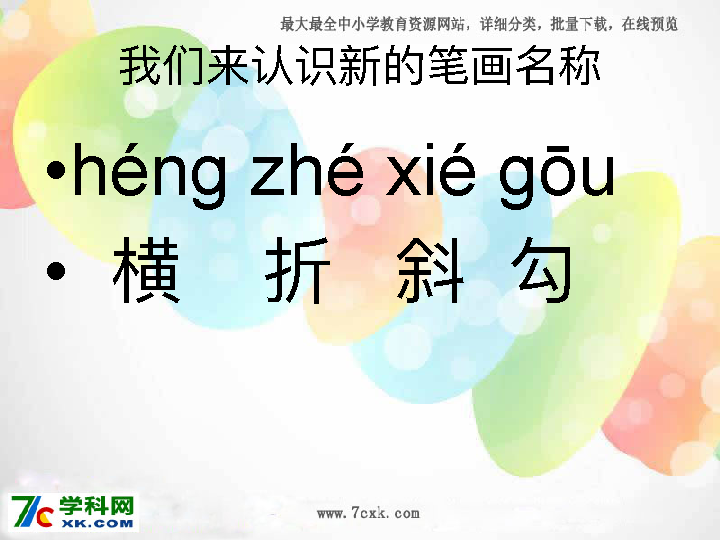 最大最全中小学教育资源网站，详细分类，批量下载，在线预览
我们来认识新的笔画名称
•héng zhé xié gōu
• 横 折 斜 勾
7c学科网
XK.COM
www.7cxk.com